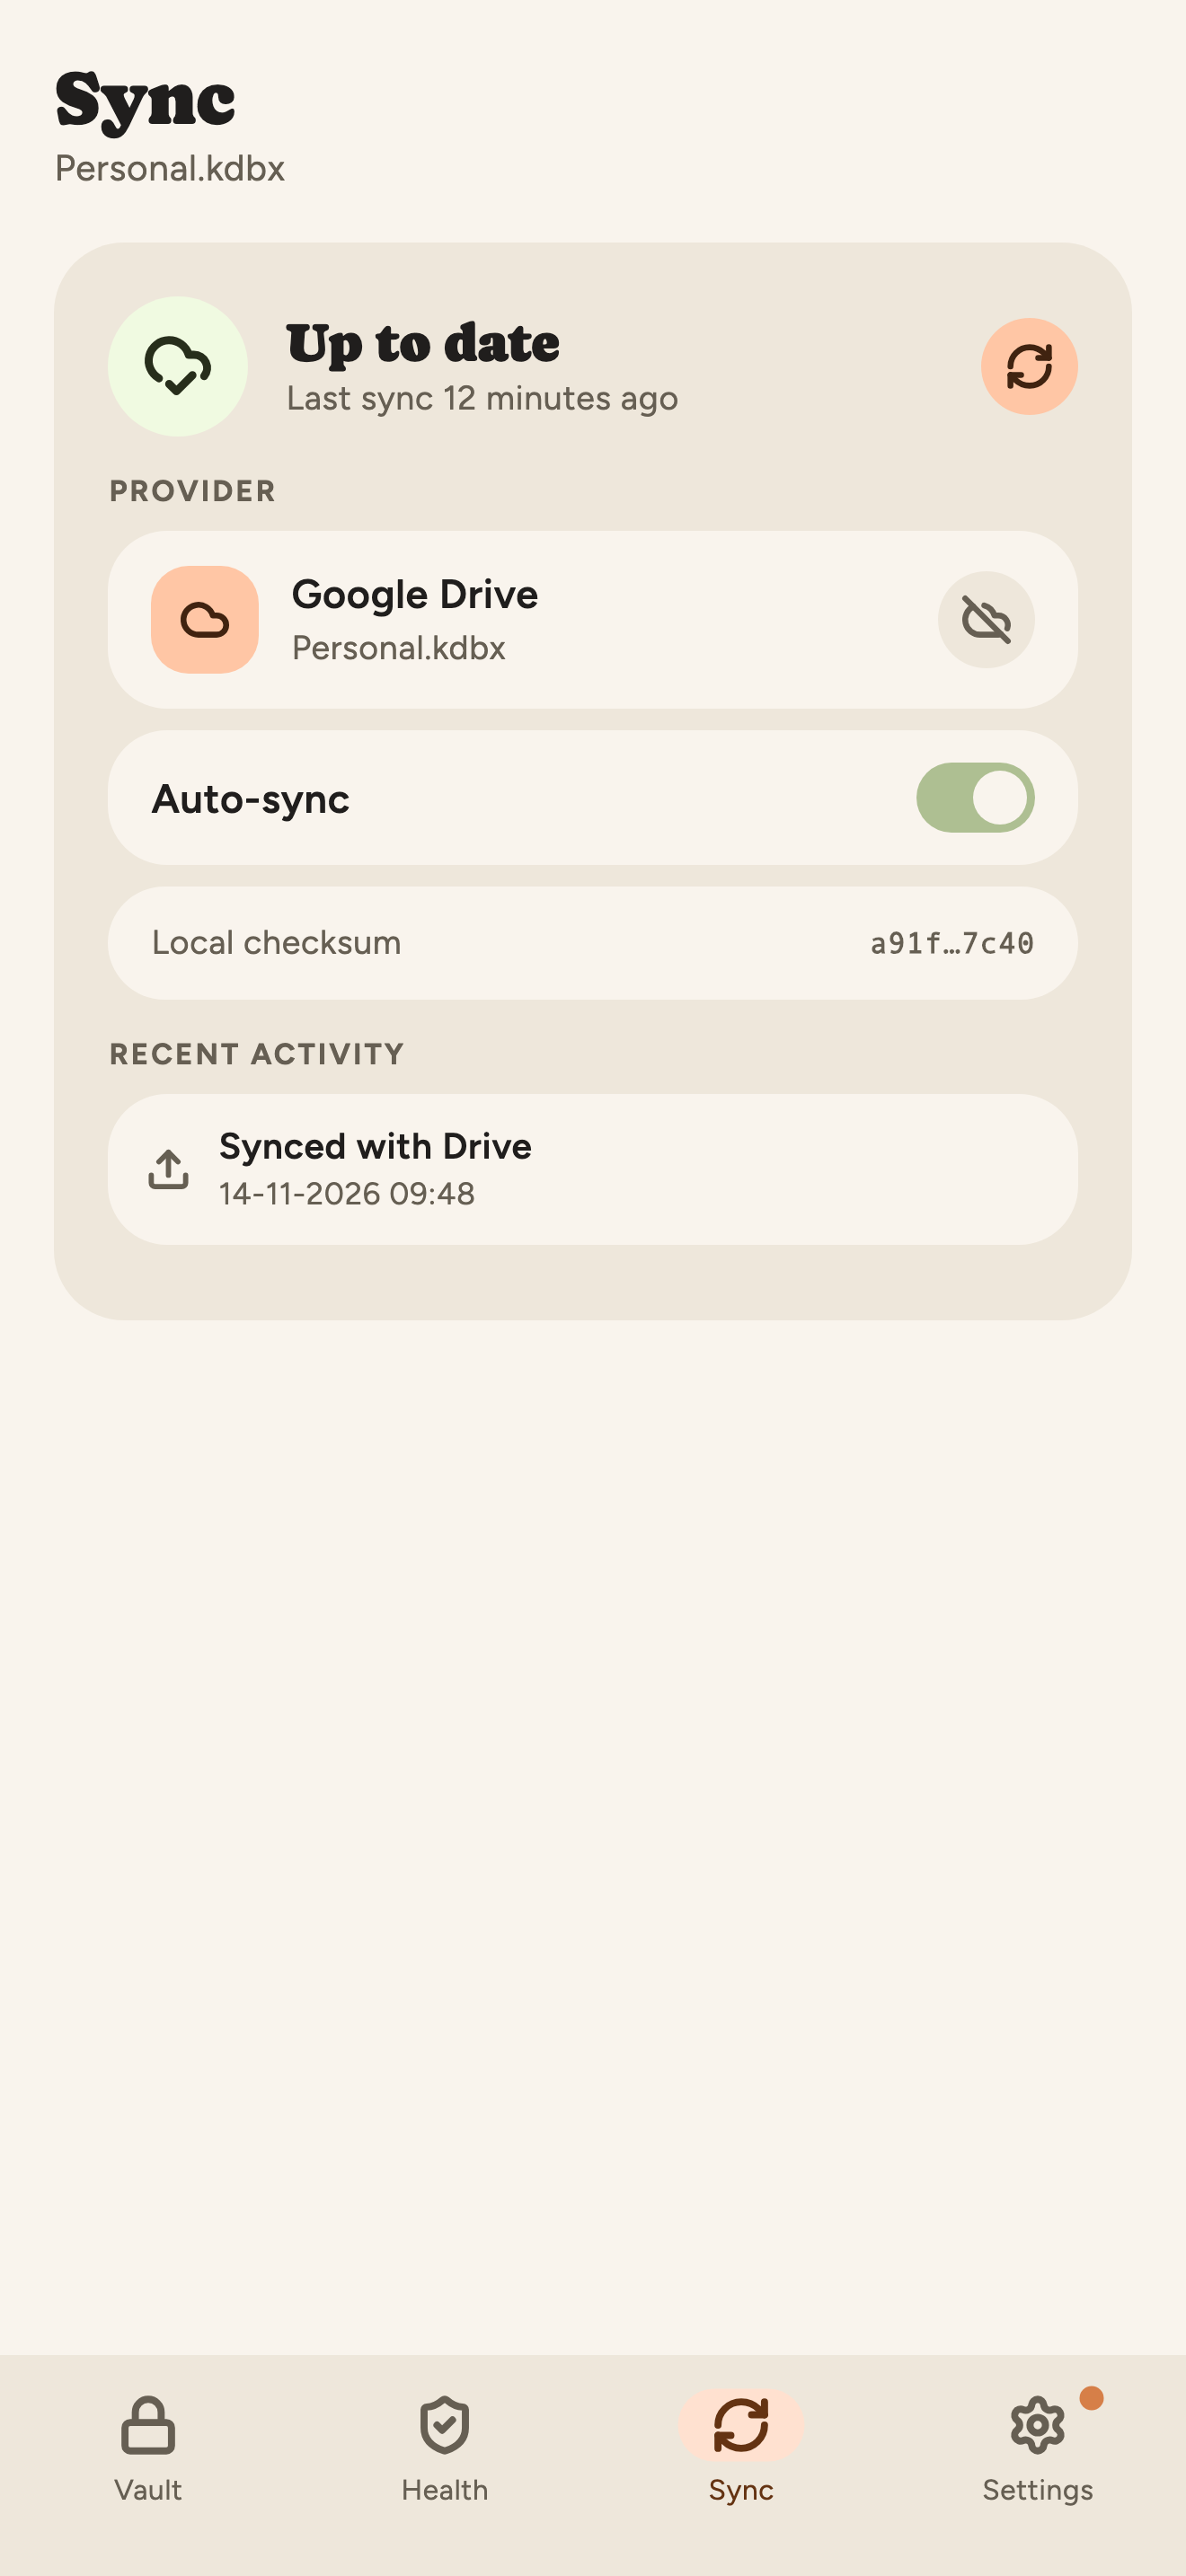 Sync
Personal.kdbx
Up to date
Last sync 12 minutes ago
PROVIDER
Google Drive
Personal.kdbx
Auto-sync
Local checksum
a91f…7c40
RECENT ACTIVITY
Synced with Drive
14-11-2026 09:48
Vault
Health
Sync
Settings